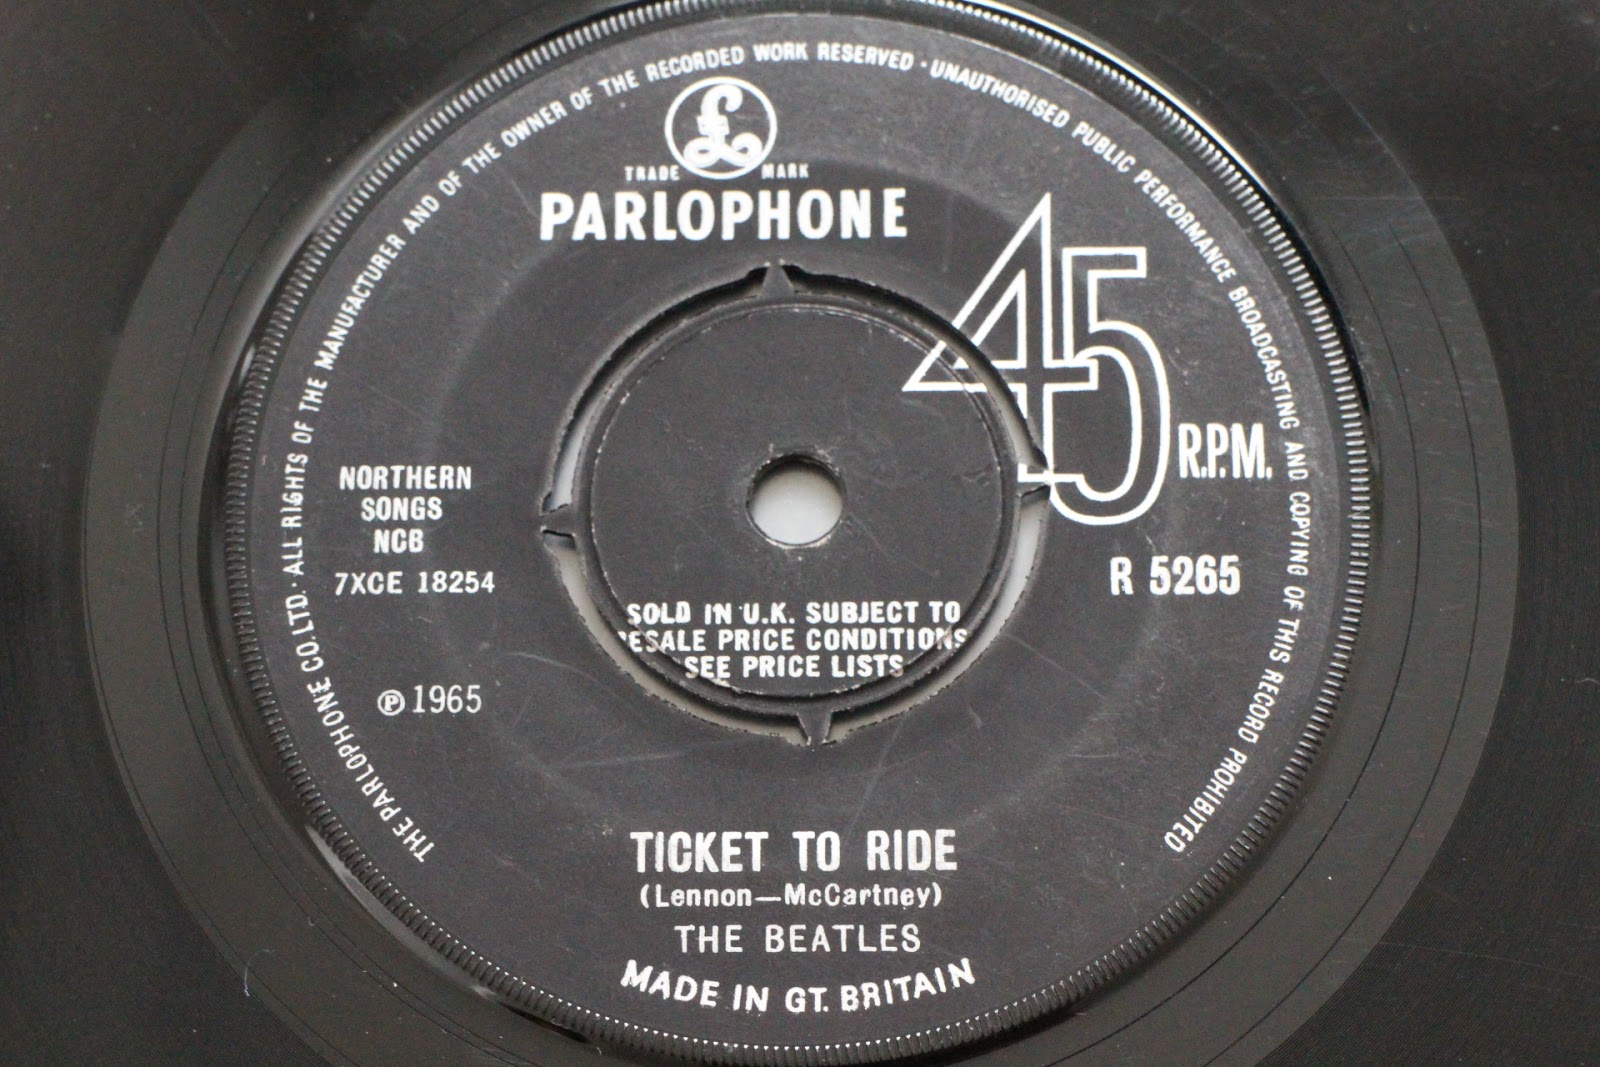 THE PARLOPHONE CO.LTD. · ALL RIGHTS OF THE MANUFACTURER AND OF THE OWNER OF THE RECORDED WORK RESERVED · UNAUTHORISED PUBLIC PERFORMANCE BROADCASTING AND COPYING OF THIS RECORD PROHIBITED
£
TRADE MARK
PARLOPHONE
45 R.P.M.
NORTHERN
SONGS
NCB
7XCE 18254
R 5265
SOLD IN U.K. SUBJECT TO
RESALE PRICE CONDITIONS
SEE PRICE LISTS
℗ 1965
TICKET TO RIDE
(Lennon—McCartney)
THE BEATLES
MADE IN GT. BRITAIN